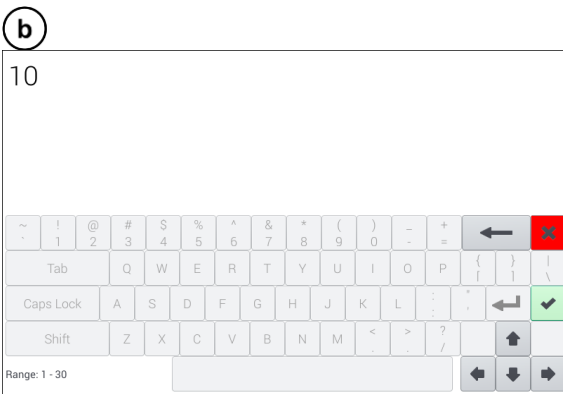 b
10
~ ! @ # $ % ^ & * ( ) _ +
` 1 2 3 4 5 6 7 8 9 0 - =
Tab Q W E R T Y U I O P { [ } ] | \
Caps Lock A S D F G H J K L : ; " '
Shift Z X C V B N M < , > . ? /
Range: 1 - 30